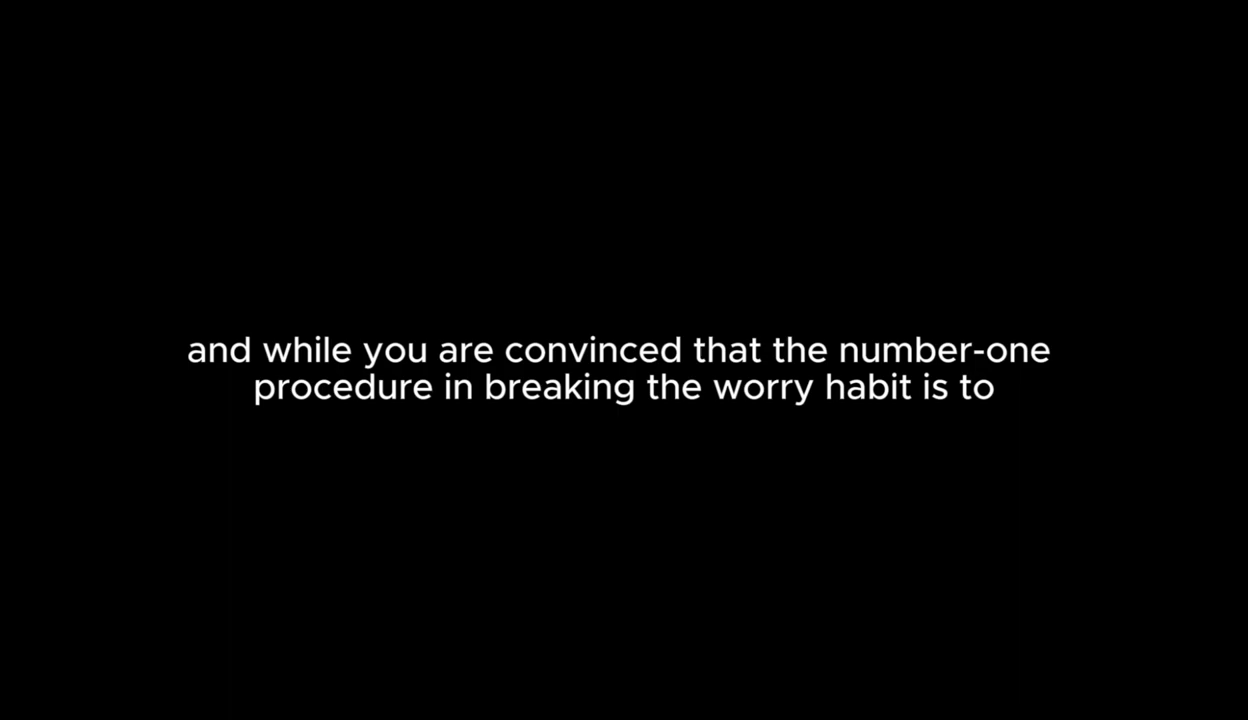 and while you are convinced that the number-one
procedure in breaking the worry habit is to